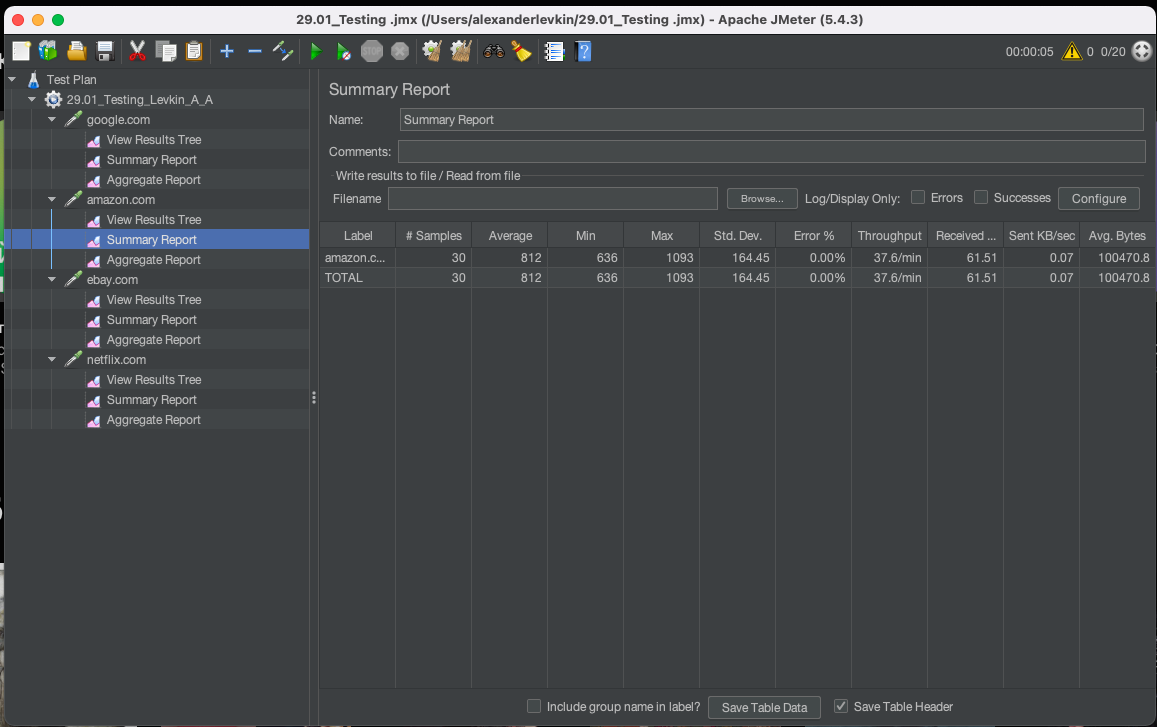 29.01_Testing .jmx (/Users/alexanderlevkin/29.01_Testing .jmx) - Apache JMeter (5.4.3)
STOP
00:00:05 0 0/20
Test Plan
29.01_Testing_Levkin_A_A
google.com
View Results Tree
Summary Report
Aggregate Report
amazon.com
View Results Tree
Summary Report
Aggregate Report
ebay.com
View Results Tree
Summary Report
Aggregate Report
netflix.com
View Results Tree
Summary Report
Aggregate Report
Summary Report
Name: Summary Report
Comments:
Write results to file / Read from file
Filename Browse... Log/Display Only: Errors Successes Configure
Label # Samples Average Min Max Std. Dev. Error % Throughput Received ... Sent KB/sec Avg. Bytes
amazon.c... 30 812 636 1093 164.45 0.00% 37.6/min 61.51 0.07 100470.8
TOTAL 30 812 636 1093 164.45 0.00% 37.6/min 61.51 0.07 100470.8
Include group name in label? Save Table Data Save Table Header